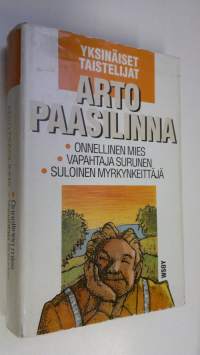 YKSINÄISET
TAISTELIJAT
ARTO
PAASILINNA
• ONNELLINEN MIES
• VAPAHTAJA SURUNEN
• SULOINEN MYRKYNKEITTÄJÄ
WSOY